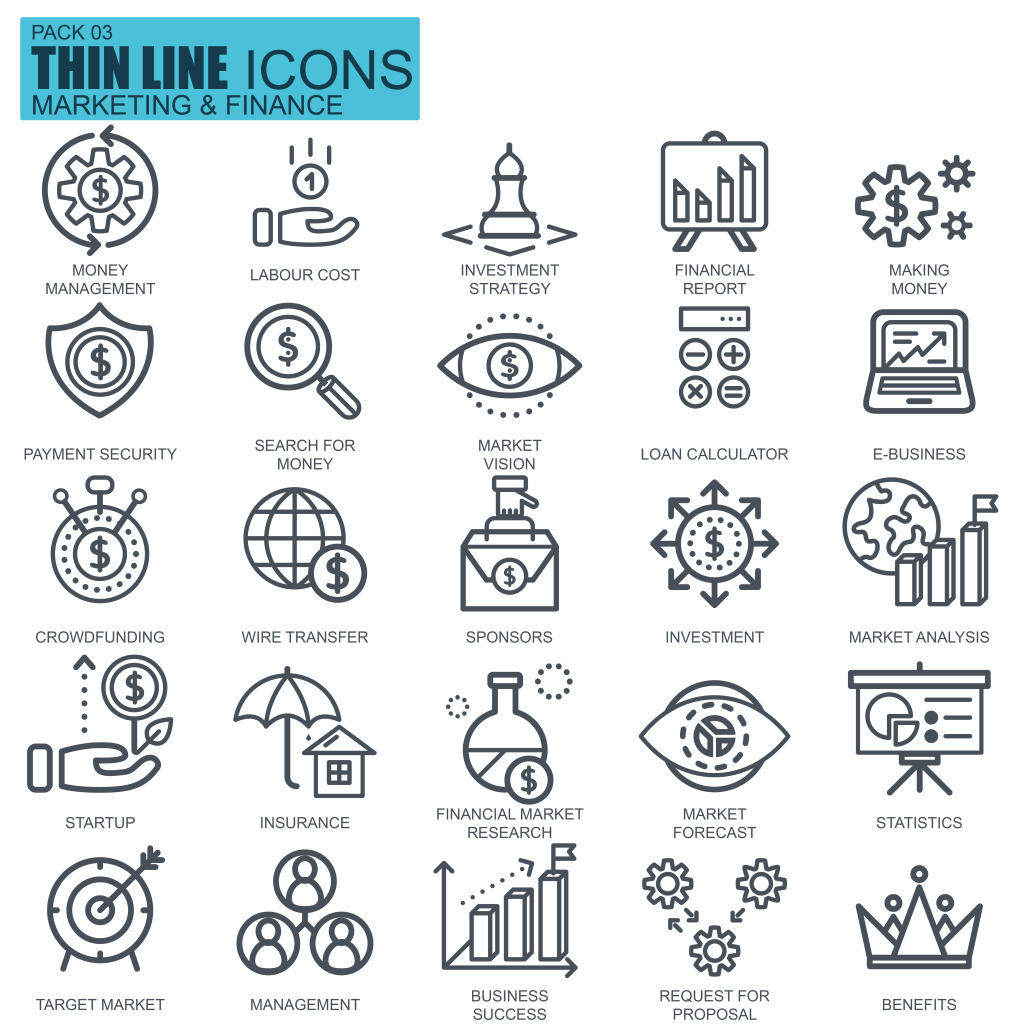 PACK 03
THIN LINE ICONS
MARKETING & FINANCE
$
1
$
MONEY
MANAGEMENT
LABOUR COST
INVESTMENT
STRATEGY
FINANCIAL
REPORT
MAKING
MONEY
$
$
$
PAYMENT SECURITY
SEARCH FOR
MONEY
MARKET
VISION
LOAN CALCULATOR
E-BUSINESS
$
$
$
$
CROWDFUNDING
WIRE TRANSFER
SPONSORS
INVESTMENT
MARKET ANALYSIS
$
$
STARTUP
INSURANCE
FINANCIAL MARKET
RESEARCH
MARKET
FORECAST
STATISTICS
TARGET MARKET
MANAGEMENT
BUSINESS
SUCCESS
REQUEST FOR
PROPOSAL
BENEFITS